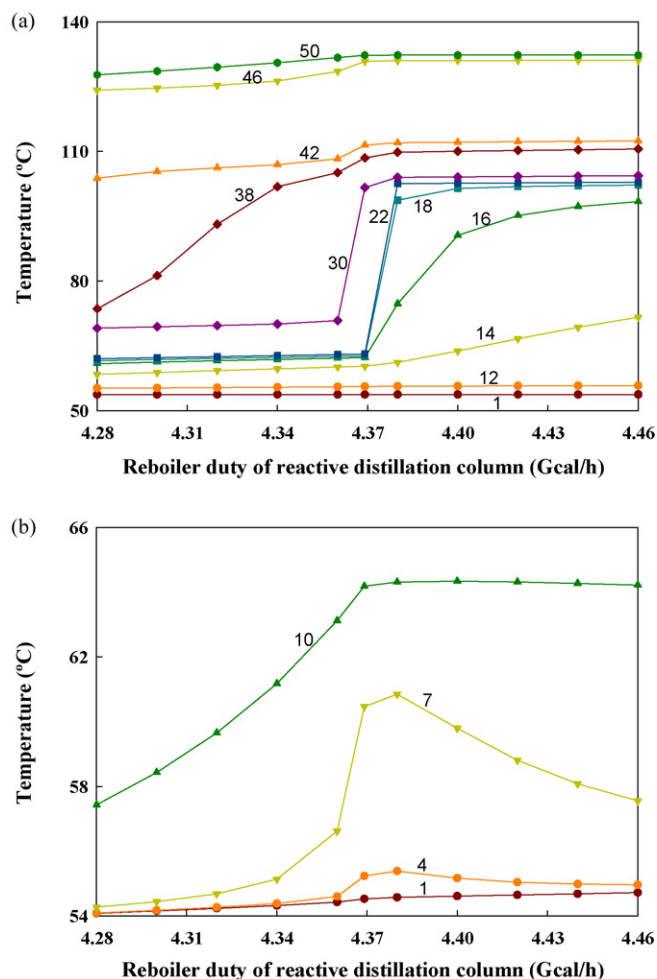 (a)
140
110
80
50
Temperature (ºC)
50
46
42
38
30
22
18
16
14
12
1
4.28 4.31 4.34 4.37 4.40 4.43 4.46
Reboiler duty of reactive distillation column (Gcal/h)
(b)
66
62
58
54
Temperature (ºC)
10
7
4
1
4.28 4.31 4.34 4.37 4.40 4.43 4.46
Reboiler duty of reactive distillation column (Gcal/h)